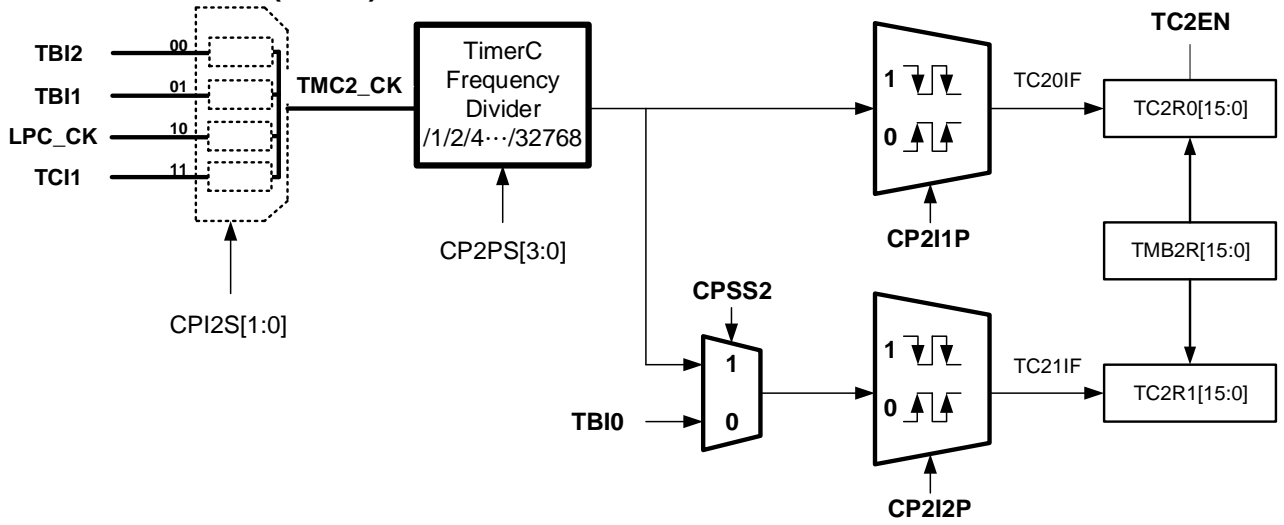 TBI2
00
TBI1
01
LPC_CK
10
TCI1
11
CPI2S[1:0]
TMC2_CK
TimerC
Frequency
Divider
/1/2/4⋯/32768
CP2PS[3:0]
1
0
CP2I1P
TC20IF
TC2EN
TC2R0[15:0]
TMB2R[15:0]
CPSS2
1
0
TBI0
1
0
CP2I2P
TC21IF
TC2R1[15:0]